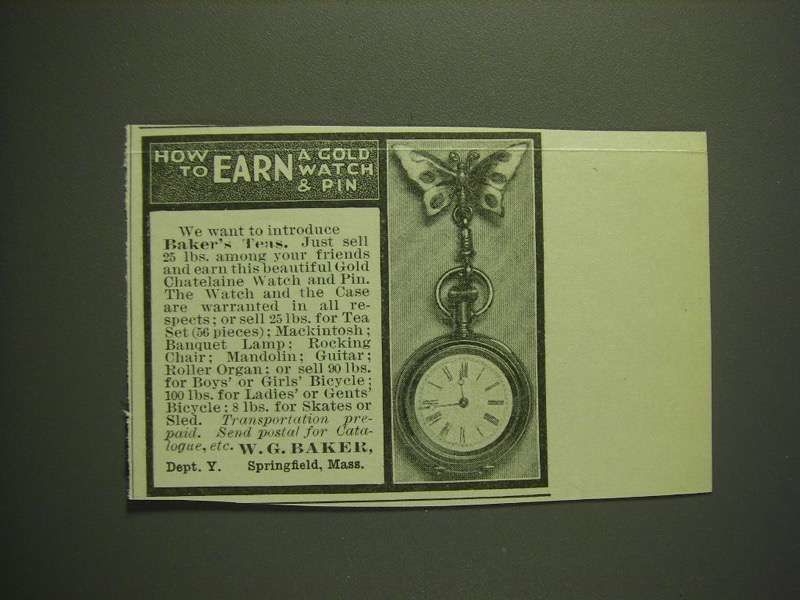 HOW TO EARN A GOLD WATCH & PIN
We want to introduce
Baker's Teas. Just sell
25 lbs. among your friends
and earn this beautiful Gold
Chatelaine Watch and Pin.
The Watch and the Case
are warranted in all re-
spects; or sell 25 lbs. for Tea
Set (56 pieces); Mackintosh;
Banquet Lamp; Rocking
Chair; Mandolin; Guitar;
Roller Organ; or sell 90 lbs.
for Boys' or Girls' Bicycle;
100 lbs. for Ladies' or Gents'
Bicycle; 8 lbs. for Skates or
Sled. Transportation pre-
paid. Send postal for Cata-
logue, etc. W. G. BAKER,
Dept. Y. Springfield, Mass.